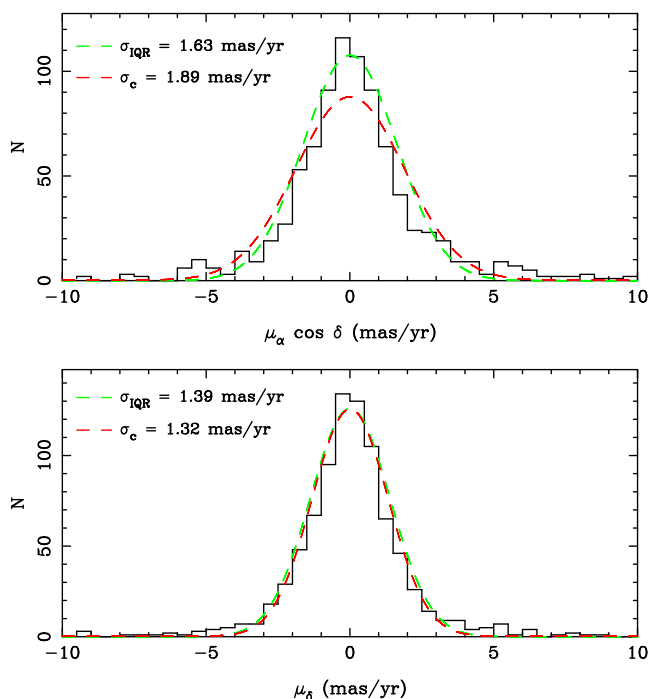 σIQR = 1.63 mas/yr
σc = 1.89 mas/yr
100
50
0
N
−10 −5 0 5 10
μα cos δ (mas/yr)
σIQR = 1.39 mas/yr
σc = 1.32 mas/yr
100
50
0
N
−10 −5 0 5 10
μδ (mas/yr)